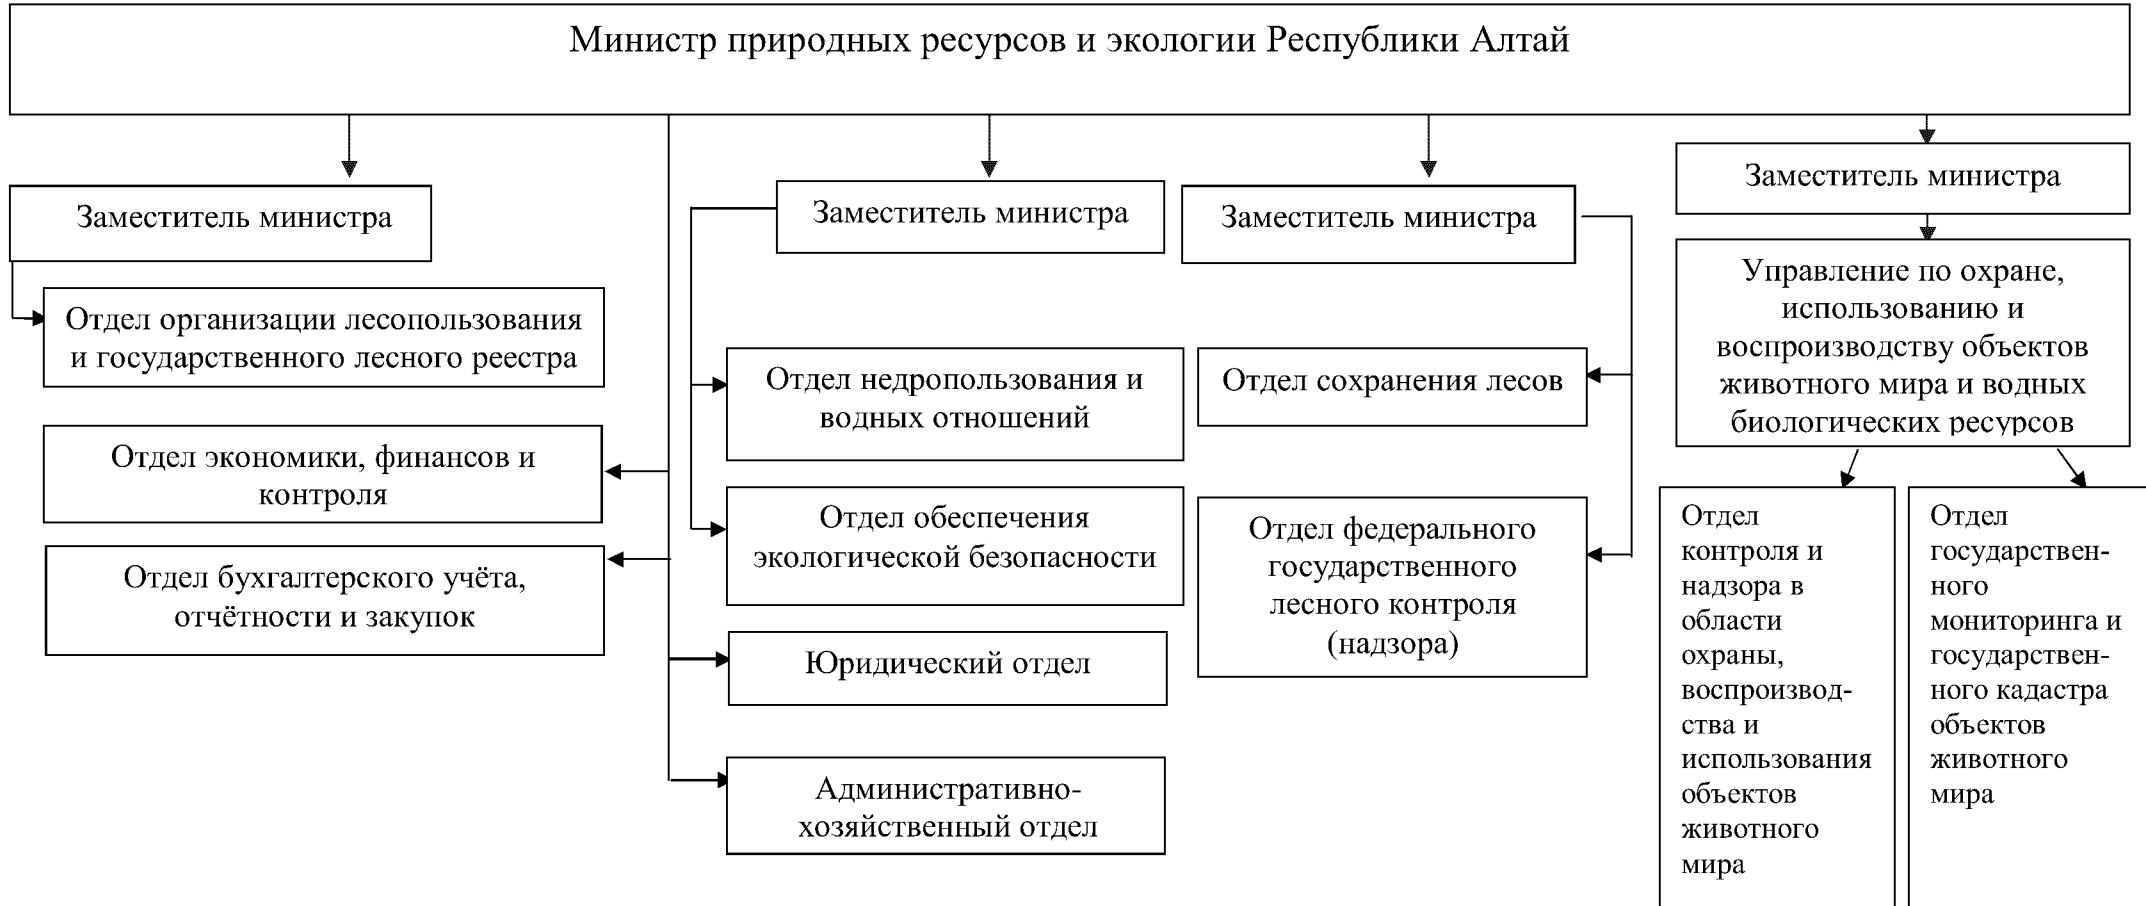 Министр природных ресурсов и экологии Республики Алтай
Заместитель министра
Отдел организации лесопользования
и государственного лесного реестра
Отдел экономики, финансов и
контроля
Отдел бухгалтерского учёта,
отчётности и закупок
Заместитель министра
Отдел недропользования и
водных отношений
Отдел обеспечения
экологической безопасности
Юридический отдел
Административно-
хозяйственный отдел
Заместитель министра
Отдел сохранения лесов
Отдел федерального
государственного
лесного контроля
(надзора)
Заместитель министра
Управление по охране,
использованию и
воспроизводству объектов
животного мира и водных
биологических ресурсов
Отдел
контроля и
надзора в
области
охраны,
воспроизвод-
ства и
использования
объектов
животного
мира
Отдел
государствен-
ного
мониторинга и
государствен-
ного кадастра
объектов
животного
мира